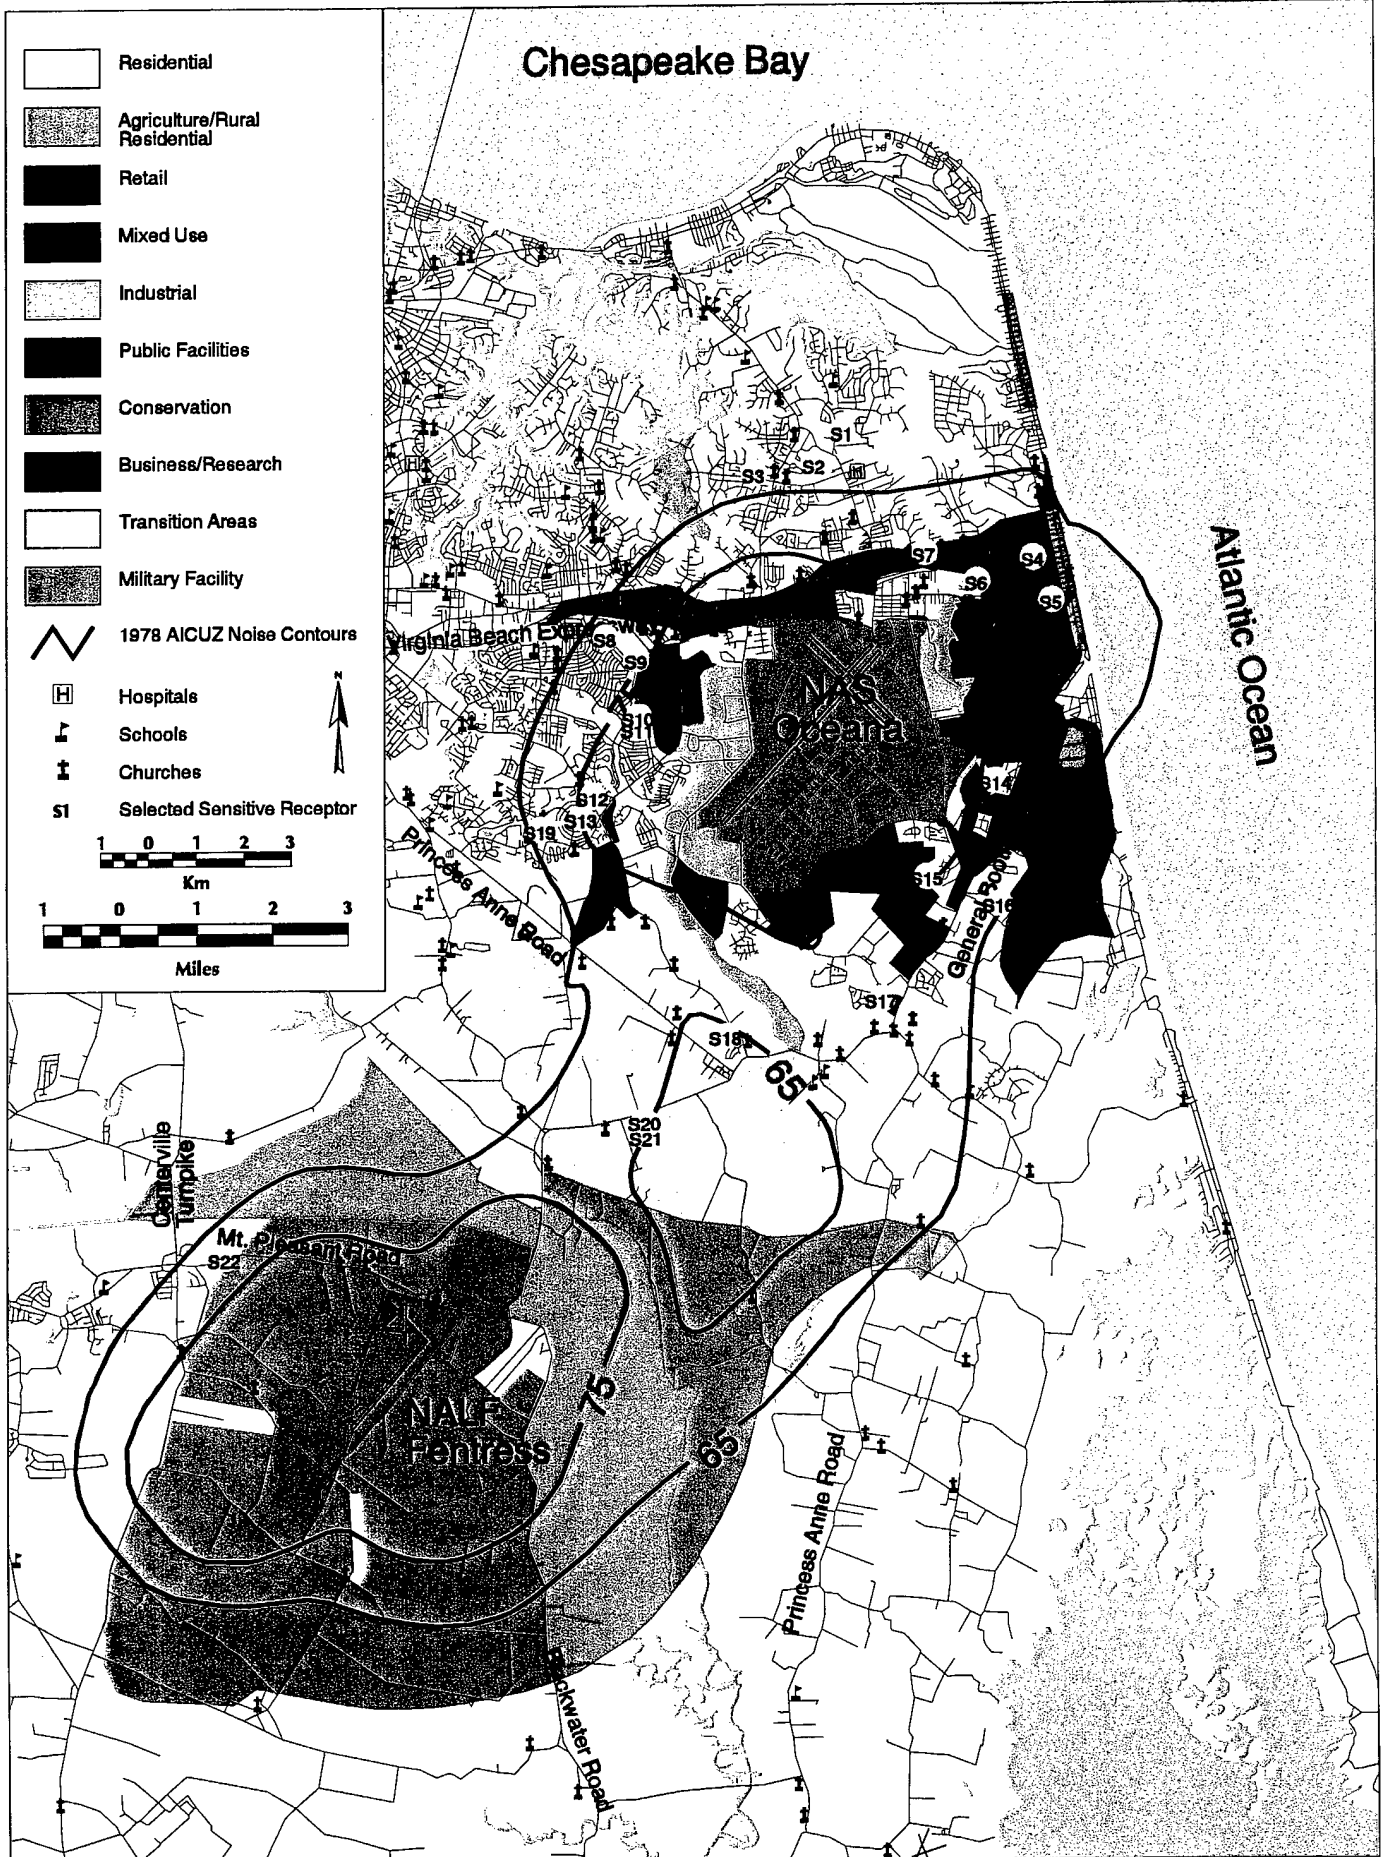 Chesapeake Bay
Residential
Agriculture/Rural
Residential
Retail
Mixed Use
Industrial
Public Facilities
Conservation
Business/Research
Transition Areas
Military Facility
1978 AICUZ Noise Contours
N
H Hospitals
Schools
Churches
S1 Selected Sensitive Receptor
1 0 1 2 3
Km
1 0 1 2 3
Miles
Atlantic Ocean
S1
H
H
S2
S3
S7
S4
S6
S5
Virginia Beach
S8
S9
NAS
Oceana
S10
S11
S14
S12
S13
S19
Princess Anne Road
S15
General
S16
S17
S18
65
S20
S21
Centerville
Turnpike
Mt. Pleasant Road
S22
75
NALF
Fentress
65
Princess Anne Road
Road